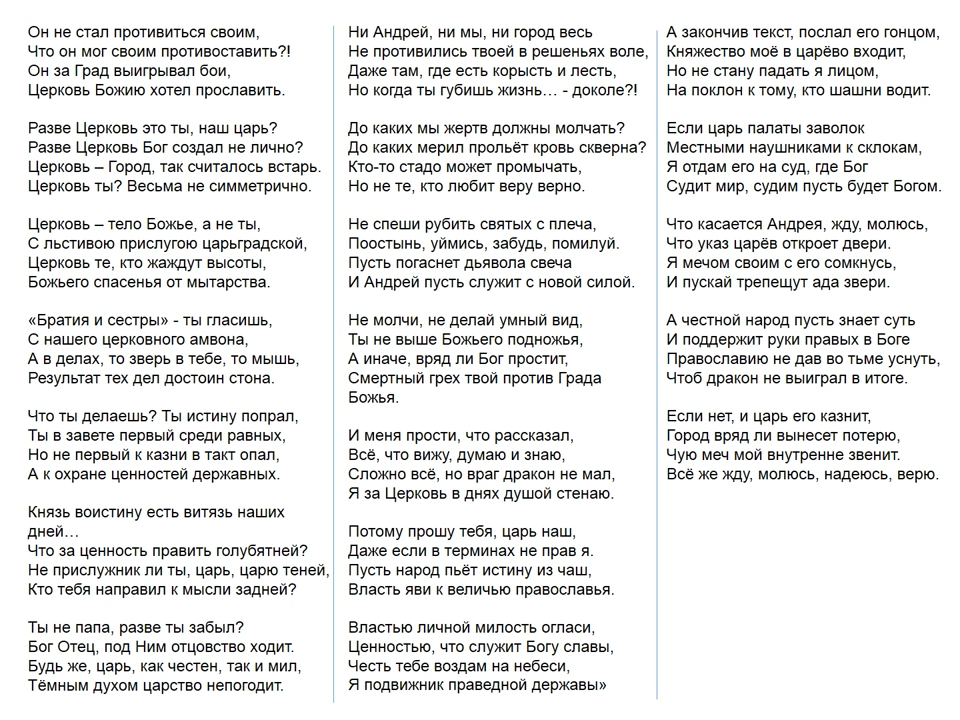 Он не стал противиться своим,
Что он мог своим противоставить?!
Он за Град выигрывал бои,
Церковь Божию хотел прославить.

Разве Церковь это ты, наш царь?
Разве Церковь Бог создал не лично?
Церковь – Город, так считалось встарь.
Церковь ты? Весьма не симметрично.

Церковь – тело Божье, а не ты,
С льстивою прислугою царьградской,
Церковь те, кто жаждут высоты,
Божьего спасенья от мытарства.

«Братия и сестры» - ты гласишь,
С нашего церковного амвона,
А в делах, то зверь в тебе, то мышь,
Результат тех дел достоин стона.

Что ты делаешь? Ты истину попрал,
Ты в завете первый среди равных,
Но не первый к казни в такт опал,
А к охране ценностей державных.

Князь воистину есть витязь наших
дней…
Что за ценность править голубятней?
Не прислужник ли ты, царь, царю теней,
Кто тебя направил к мысли задней?

Ты не папа, разве ты забыл?
Бог Отец, под Ним отцовство ходит.
Будь же, царь, как честен, так и мил,
Тёмным духом царство непогодит.

Ни Андрей, ни мы, ни город весь
Не противились твоей в решеньях воле,
Даже там, где есть корысть и лесть,
Но когда ты губишь жизнь… - доколе?!

До каких мы жертв должны молчать?
До каких мерил прольёт кровь скверна?
Кто-то стадо может промычать,
Но не те, кто любит веру верно.

Не спеши рубить святых с плеча,
Поостынь, уймись, забудь, помилуй.
Пусть погаснет дьявола свеча
И Андрей пусть служит с новой силой.

Не молчи, не делай умный вид,
Ты не выше Божьего подножья,
А иначе, вряд ли Бог простит,
Смертный грех твой против Града
Божья.

И меня прости, что рассказал,
Всё, что вижу, думаю и знаю,
Сложно всё, но враг дракон не мал,
Я за Церковь в днях душой стенаю.

Потому прошу тебя, царь наш,
Даже если в терминах не прав я.
Пусть народ пьёт истину из чаш,
Власть яви к величью православья.

Властью личной милость огласи,
Ценностью, что служит Богу славы,
Честь тебе воздам на небеси,
Я подвижник праведной державы»

А закончив текст, послал его гонцом,
Княжество моё в царёво входит,
Но не стану падать я лицом,
На поклон к тому, кто шашни водит.

Если царь палаты заволок
Местными наушниками к склокам,
Я отдам его на суд, где Бог
Судит мир, судим пусть будет Богом.

Что касается Андрея, жду, молюсь,
Что указ царёв откроет двери.
Я мечом своим с его сомкнусь,
И пускай трепещут ада звери.

А честной народ пусть знает суть
И поддержит руки правых в Боге
Православию не дав во тьме уснуть,
Чтоб дракон не выиграл в итоге.

Если нет, и царь его казнит,
Город вряд ли вынесет потерю,
Чую меч мой внутренне звенит.
Всё же жду, молюсь, надеюсь, верю.